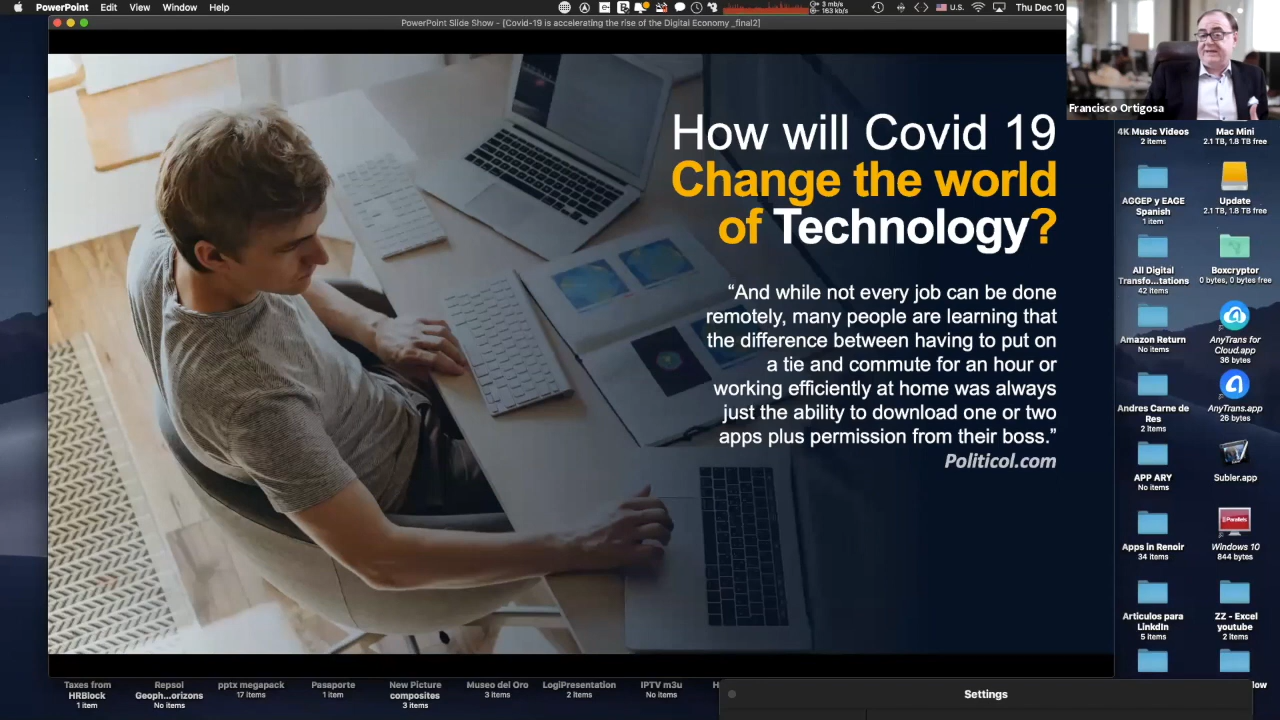 PowerPoint Edit View Window Help
3 mb/s
163 kb/s
U.S.
Thu Dec 10
PowerPoint Slide Show - [Covid-19 is accelerating the rise of the Digital Economy _final2]
Francisco Ortigosa
How will Covid 19
Change the world
of Technology?
“And while not every job can be done
remotely, many people are learning that
the difference between having to put on
a tie and commute for an hour or
working efficiently at home was always
just the ability to download one or two
apps plus permission from their boss.”
Politicol.com
4K Music Videos
2 items
Mac Mini
2.1 TB, 1.8 TB free
AGGEP y EAGE
Spanish
1 item
Update
2.1 TB, 1.8 TB free
All Digital
Transfo...tations
42 items
Boxcryptor
0 bytes, 0 bytes free
Amazon Return
No items
AnyTrans for
Cloud.app
36 bytes
Andres Carne de
Res
2 items
AnyTrans.app
26 bytes
APP ARY
No items
Subler.app
Apps in Renoir
34 items
Parallels
Windows 10
844 bytes
Articulos para
LinkdIn
5 items
ZZ - Excel
youtube
2 items
Taxes from
HRBlock
1 item
Repsol
Geoph...orizons
No items
pptx megapack
17 items
Pasaporte
1 item
New Picture
composites
3 items
Museo del Oro
3 items
LogiPresentation
2 items
IPTV m3u
No items
Settings